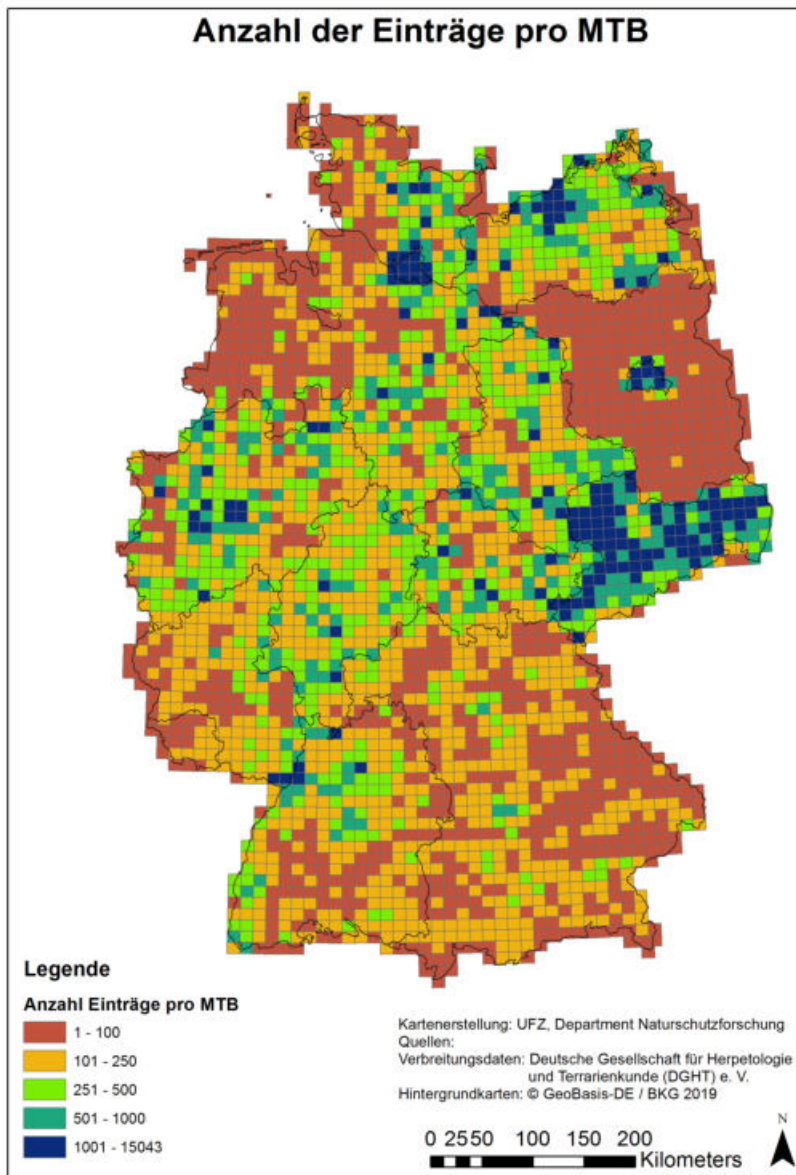 Anzahl der Einträge pro MTB
Legende
Anzahl Einträge pro MTB
1 - 100
101 - 250
251 - 500
501 - 1000
1001 - 15043
Kartenerstellung: UFZ, Department Naturschutzforschung
Quellen:
Verbreitungsdaten: Deutsche Gesellschaft für Herpetologie
und Terrarienkunde (DGHT) e. V.
Hintergrundkarten: © GeoBasis-DE / BKG 2019
N
0 25 50 100 150 200
Kilometers